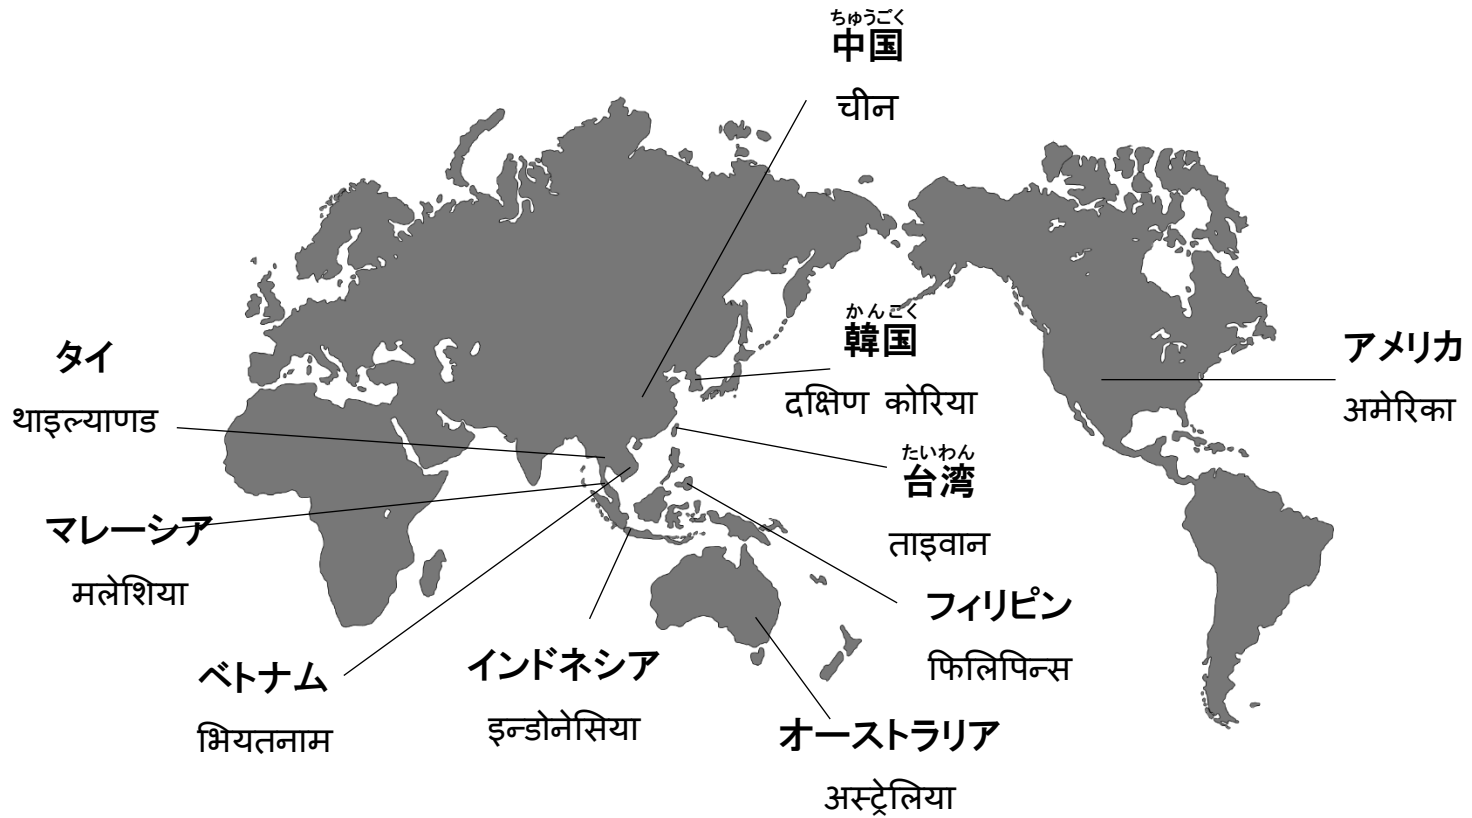 ちゅうごく
中国
चीन
かんこく
韓国
दक्षिण कोरिया
アメリカ
अमेरिका
タイ
थाइल्याणड
たいわん
台湾
ताइवान
マレーシア
मलेशिया
フィリピン
फिलिपिन्स
ベトナム
भियतनाम
インドネシア
इन्डोनेसिया
オーストラリア
अस्ट्रेलिया